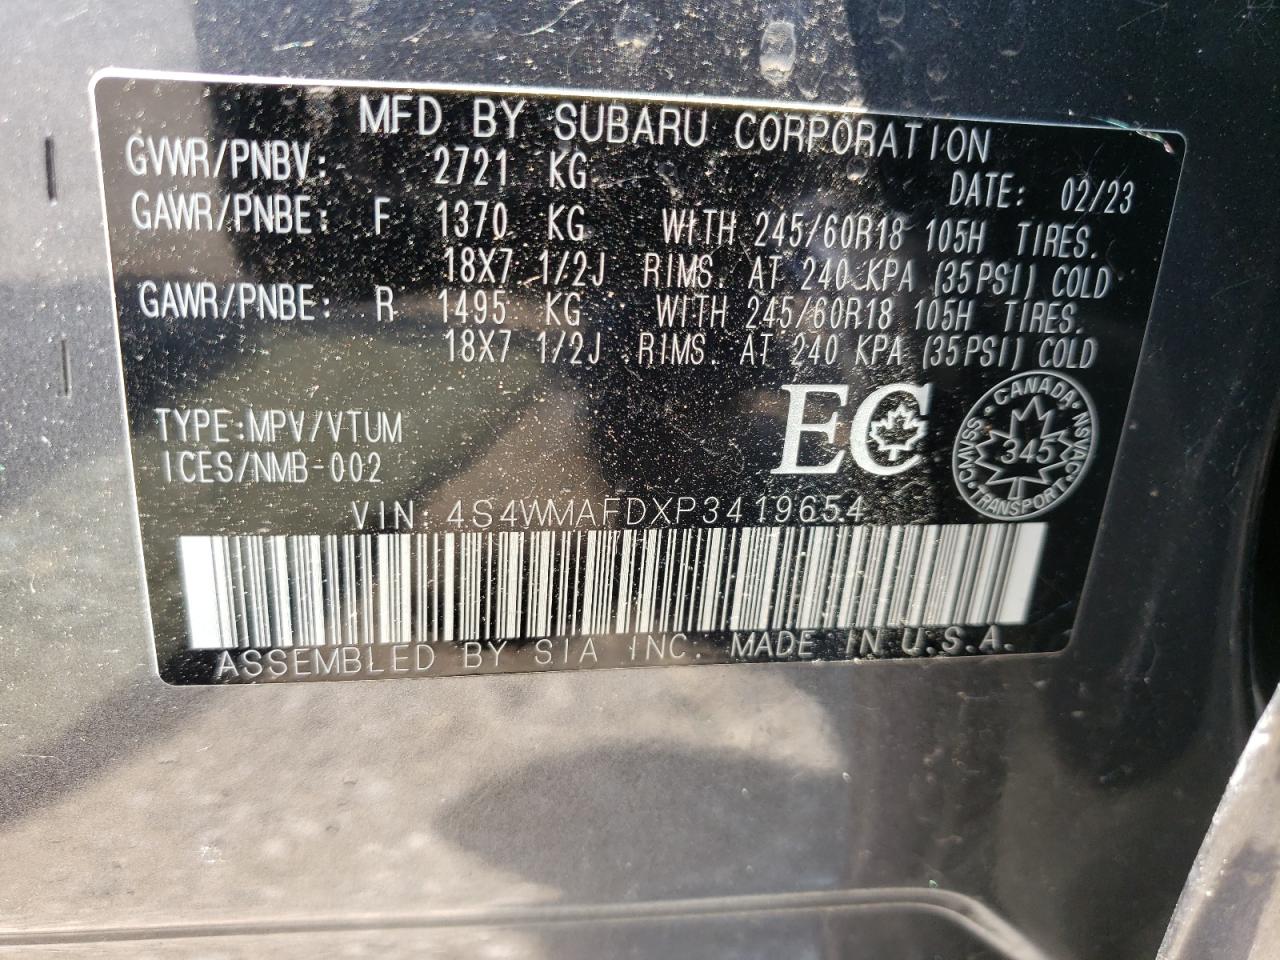 MFD BY SUBARU CORPORATION
GVWR/PNBV: 2721 KG DATE: 02/23
GAWR/PNBE: F 1370 KG WITH 245/60R18 105H TIRES.
18X7 1/2J RIMS. AT 240 KPA (35PSI) COLD
GAWR/PNBE: R 1495 KG WITH 245/60R18 105H TIRES.
18X7 1/2J RIMS. AT 240 KPA (35PSI) COLD
TYPE:MPV/VTUM
ICES/NMB-002
EC
CANADA
CMVSS 345 NSVAC
TRANSPORT
VIN: 4S4WMAFDXP3419654
ASSEMBLED BY SIA INC. MADE IN U.S.A.